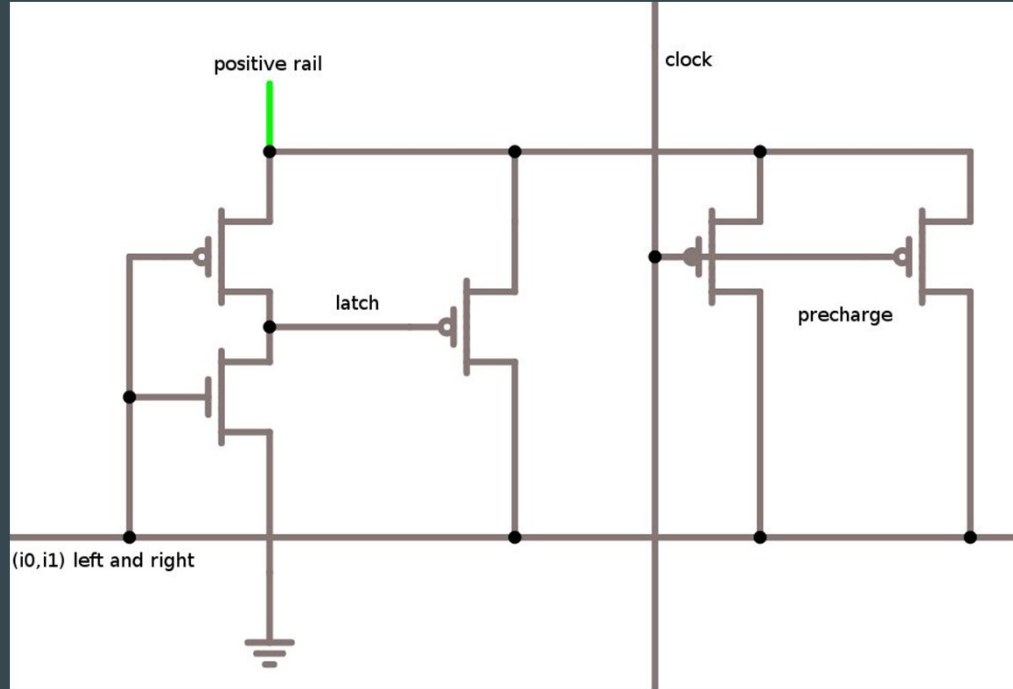 positive rail
clock
latch
precharge
(i0,i1) left and right